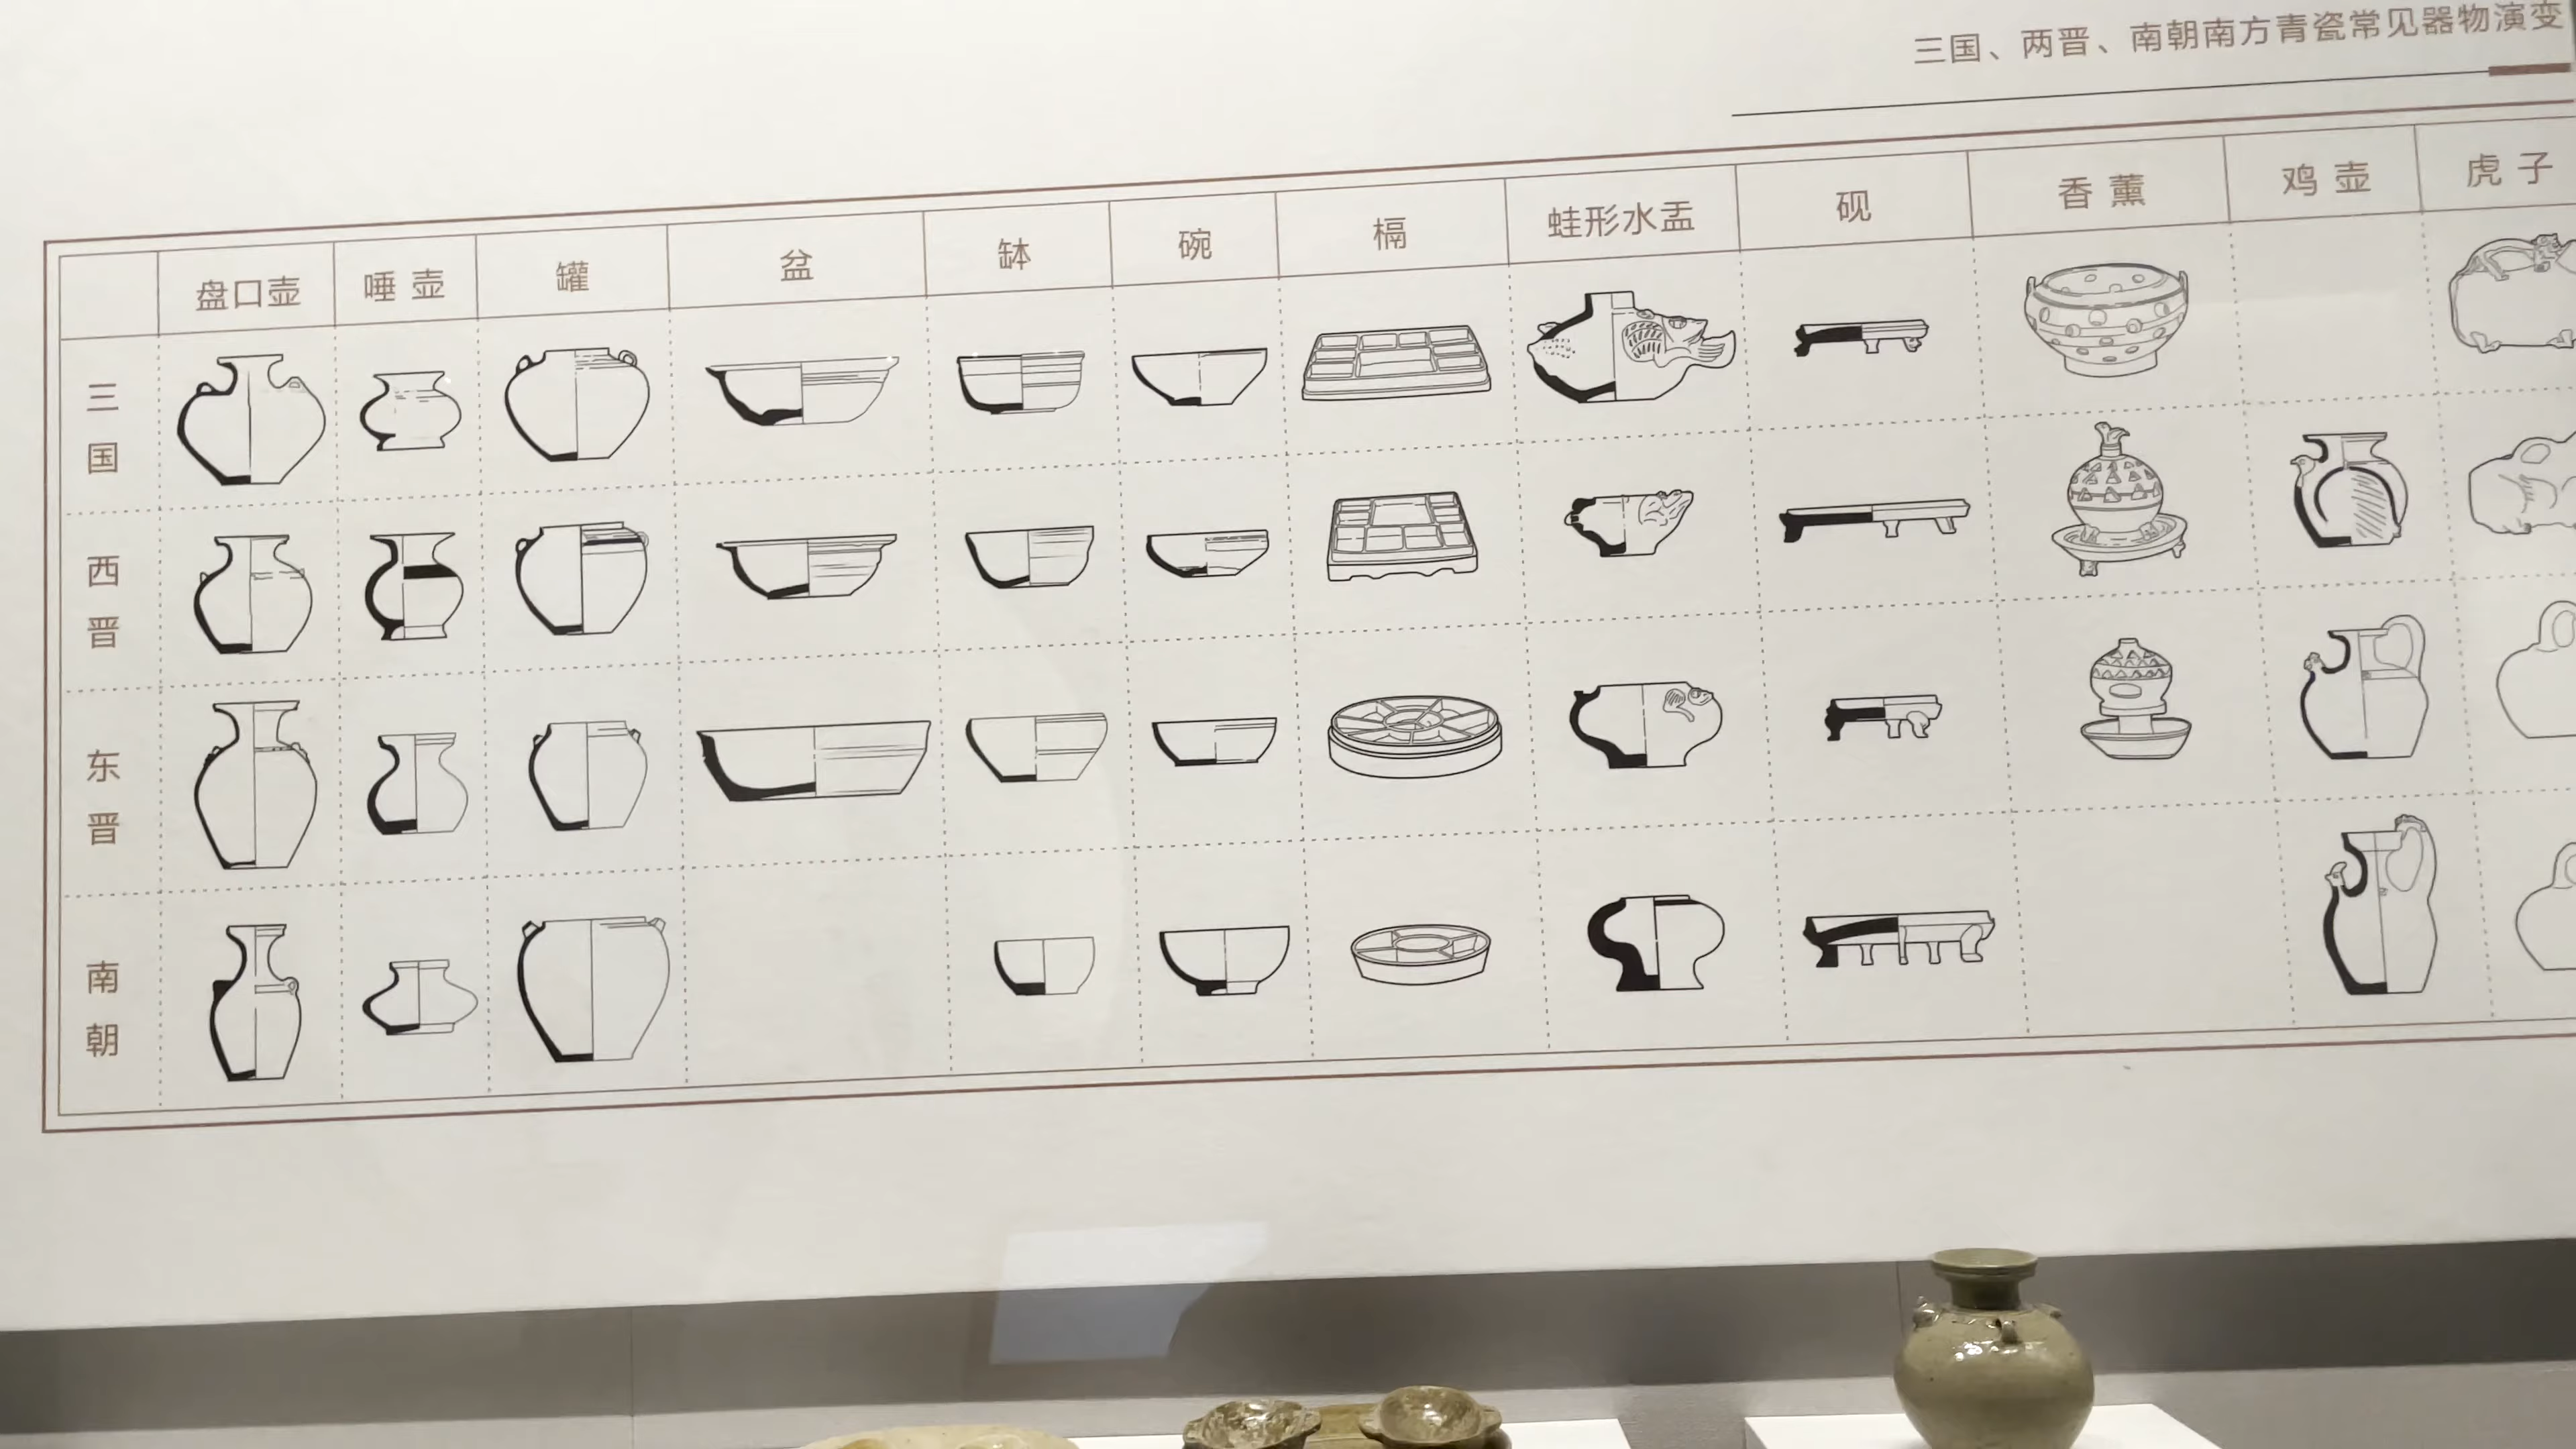 三国、两晋、南朝南方青瓷常见器物演变
盘口壶 唾壶 罐 盆 钵 碗 槅 蛙形水盂 砚 香薰 鸡壶 虎子
三国
西晋
东晋
南朝